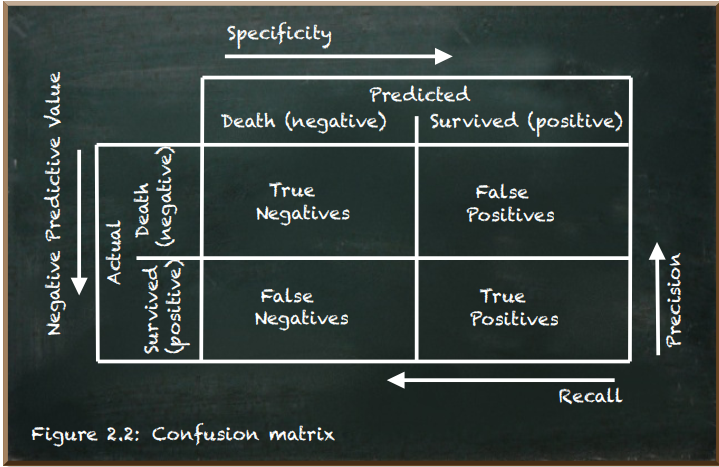 Specificity
Predicted
Death (negative) Survived (positive)
Negative Predictive Value
Actual
Death
(negative)
True
Negatives
False
Positives
Survived
(positive)
False
Negatives
True
Positives
Precision
Recall
Figure 2.2: Confusion matrix